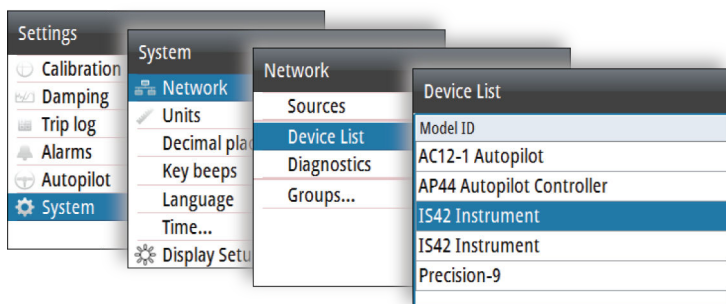 Settings
Calibration
Damping
Trip log
Alarms
Autopilot
System
System
Network
Units
Decimal
Key beeps
Language
Time...
Display
Network
Sources
Device List
Diagnostics
Groups...
Device List
Model ID
AC12-1 Autopilot
AP44 Autopilot Controller
IS42 Instrument
IS42 Instrument
Precision-9